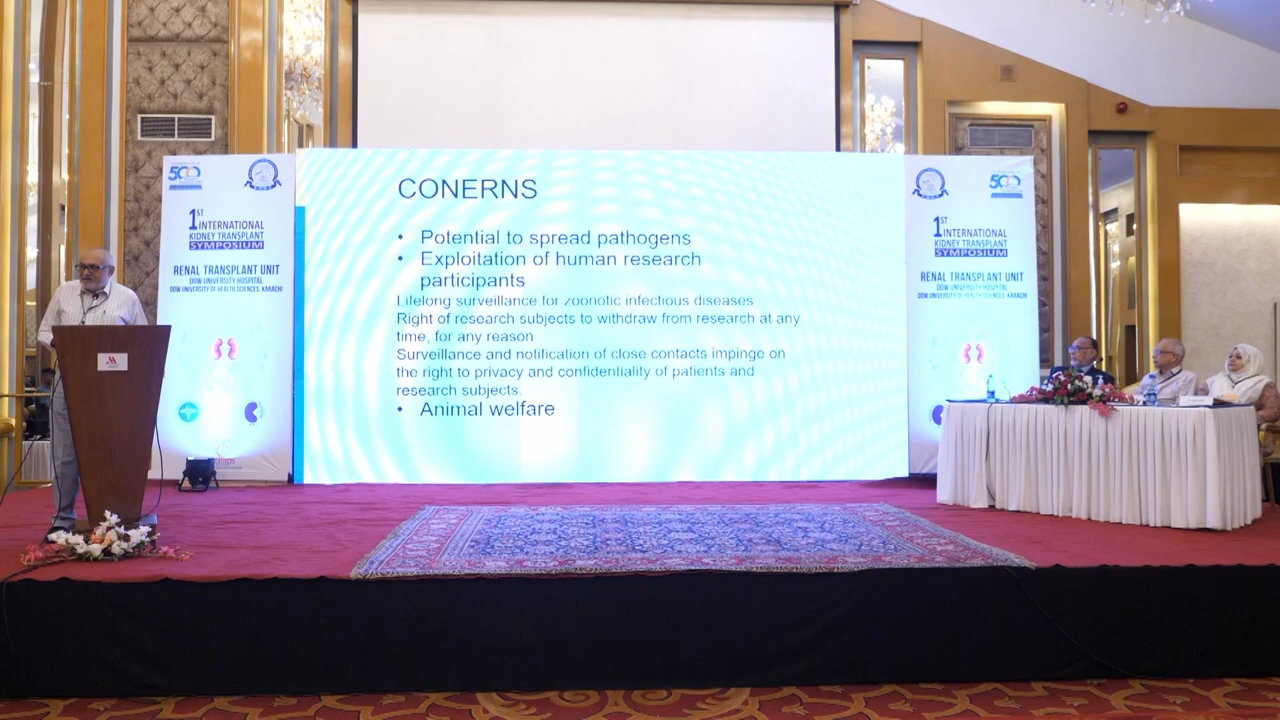 500
1ST
INTERNATIONAL
KIDNEY TRANSPLANT
SYMPOSIUM
RENAL TRANSPLANT UNIT
DOW UNIVERSITY HOSPITAL
DOW UNIVERSITY OF HEALTH SCIENCES, KARACHI
CONERNS
• Potential to spread pathogens
• Exploitation of human research
participants
Lifelong surveillance for zoonotic infectious diseases
Right of research subjects to withdraw from research at any
time, for any reason
Surveillance and notification of close contacts impinge on
the right to privacy and confidentiality of patients and
research subjects.
• Animal welfare
500
1ST
INTERNATIONAL
KIDNEY TRANSPLANT
SYMPOSIUM
RENAL TRANSPLANT UNIT
DOW UNIVERSITY HOSPITAL
DOW UNIVERSITY OF HEALTH SCIENCES, KARACHI